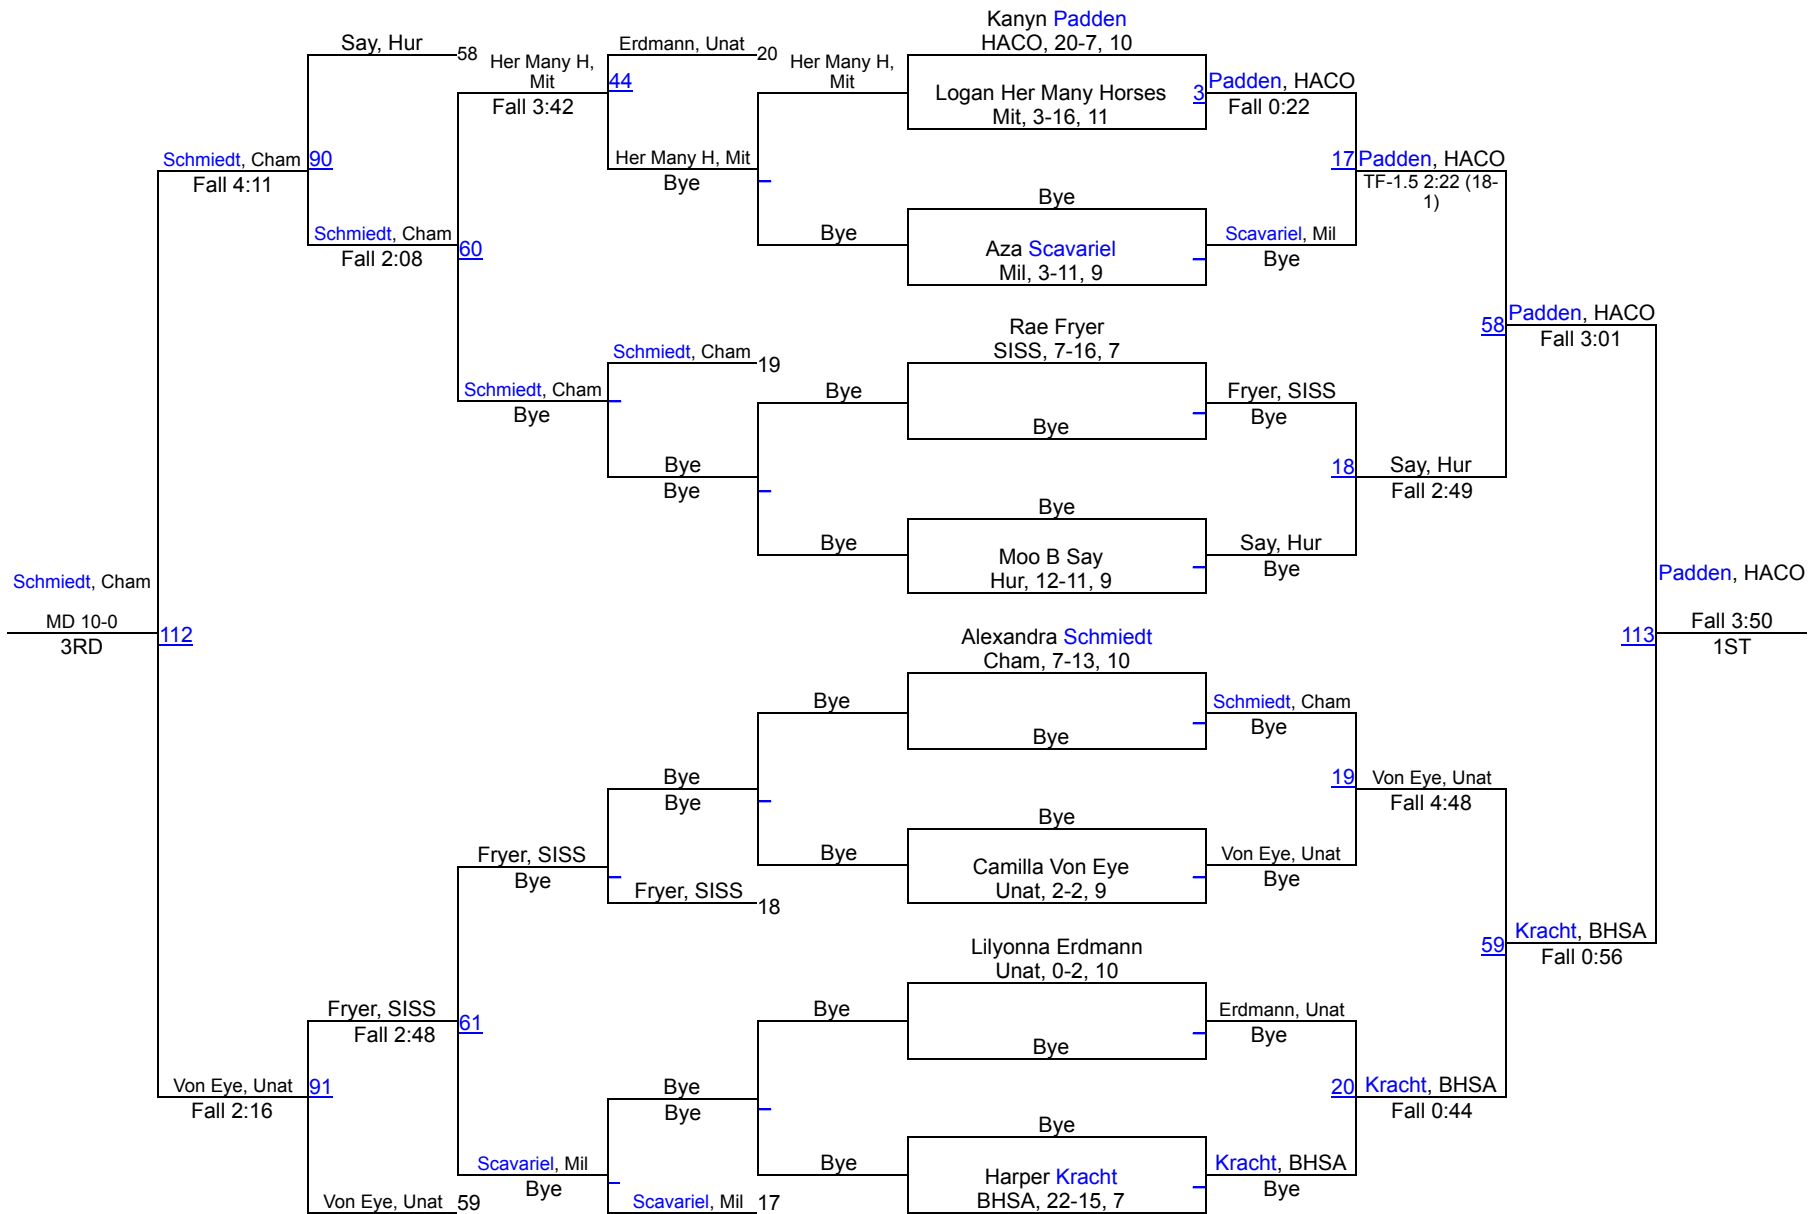 Kanyn Padden
HACO, 20-7, 10
Logan Her Many Horses
Mit, 3-16, 11
3
Bye
Aza Scavariel
Mil, 3-11, 9
Rae Fryer
SISS, 7-16, 7
Bye
Bye
Moo B Say
Hur, 12-11, 9
Alexandra Schmiedt
Cham, 7-13, 10
Bye
Bye
Camilla Von Eye
Unat, 2-2, 9
Lilyonna Erdmann
Unat, 0-2, 10
Bye
Bye
Harper Kracht
BHSA, 22-15, 7
Padden, HACO
Fall 0:22
Scavariel, Mil
Bye
Fryer, SISS
Bye
Say, Hur
Bye
Schmiedt, Cham
Bye
Von Eye, Unat
Bye
Erdmann, Unat
Bye
Kracht, BHSA
Bye
17
Padden, HACO
TF-1.5 2:22 (18-
1)
18
Say, Hur
Fall 2:49
19
Von Eye, Unat
Fall 4:48
20
Kracht, BHSA
Fall 0:44
58
Padden, HACO
Fall 3:01
59
Kracht, BHSA
Fall 0:56
113
Padden, HACO
Fall 3:50
1ST
Her Many H,
Mit
Bye
Bye
Bye
Bye
Bye
Bye
Bye
Erdmann, Unat
20
Her Many H, Mit
Bye
Schmiedt, Cham
19
Bye
Bye
Bye
Bye
Fryer, SISS
18
Bye
Bye
Scavariel, Mil
17
Her Many H,
Mit
Fall 3:42
44
Schmiedt, Cham
Bye
Fryer, SISS
Bye
Scavariel, Mil
Bye
Say, Hur
58
Schmiedt, Cham
Fall 2:08
60
Fryer, SISS
Fall 2:48
61
Von Eye, Unat
59
Schmiedt, Cham
Fall 4:11
90
Von Eye, Unat
Fall 2:16
91
Schmiedt, Cham
MD 10-0
3RD
112